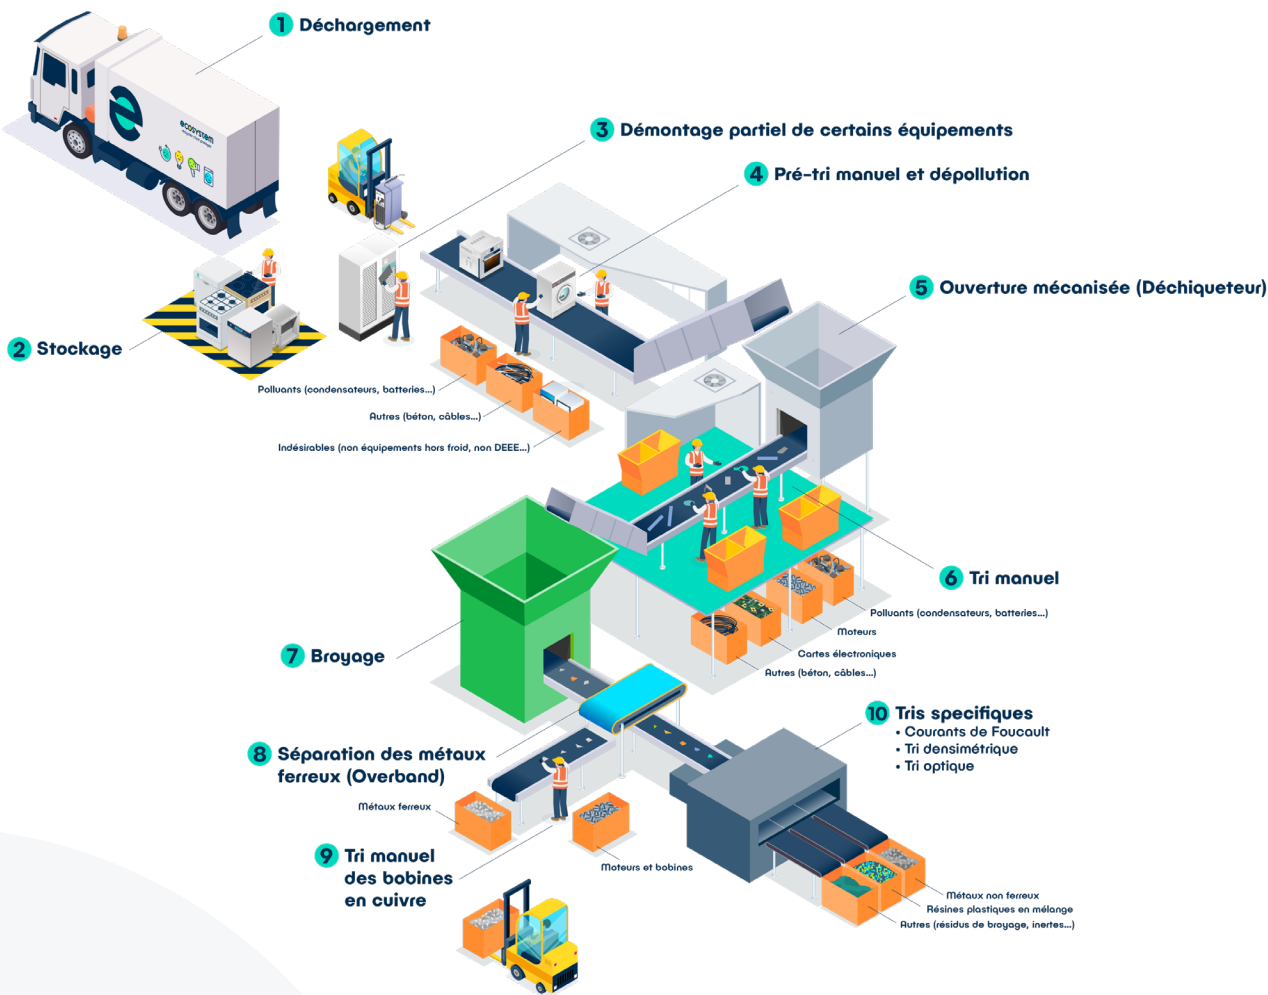 1 Déchargement
ecosystem
3 Démontage partiel de certains équipements
4 Pré-tri manuel et dépollution
5 Ouverture mécanisée (Déchiqueteur)
2 Stockage
Polluants (condensateurs, batteries...)
Autres (béton, câbles...)
Indésirables (non équipements hors froid, non DEEE...)
6 Tri manuel
Polluants (condensateurs, batteries...)
Moteurs
Cartes électroniques
Autres (béton, câbles...)
7 Broyage
10 Tris specifiques
• Courants de Foucault
• Tri densimétrique
• Tri optique
8 Séparation des métaux
ferreux (Overband)
Métaux ferreux
9 Tri manuel
des bobines
en cuivre
Moteurs et bobines
Métaux non ferreux
Résines plastiques en mélange
Autres (résidus de broyage, inertes...)